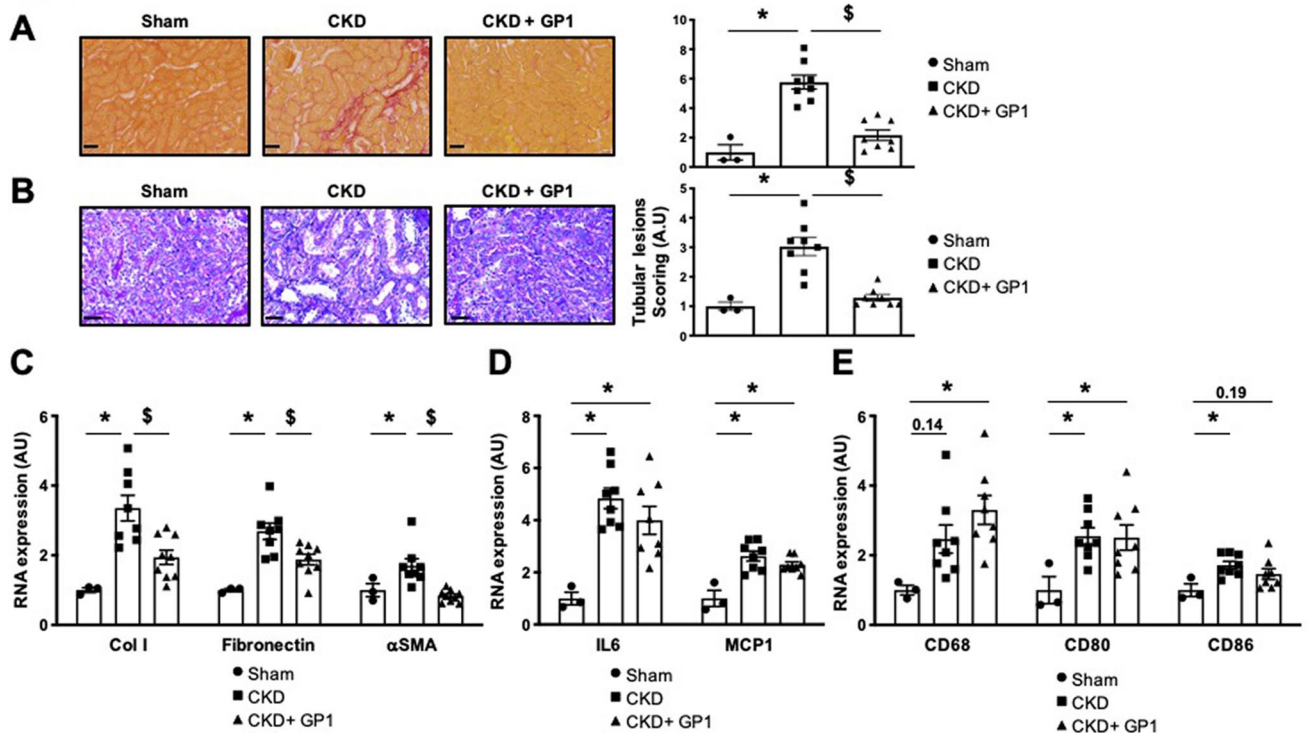 A
Sham CKD CKD + GP1
10
8
6
4
2
0
* $
Sham
CKD
CKD+ GP1
B
Sham CKD CKD + GP1
Tubular lesions
Scoring (A.U)
5
4
3
2
1
0
* $
Sham
CKD
CKD+ GP1
C
RNA expression (AU)
6
4
2
0
* $ * $ * $
Col I Fibronectin αSMA
Sham
CKD
CKD+ GP1
D
RNA expression (AU)
8
6
4
2
0
* *
* *
IL6 MCP1
Sham
CKD
CKD+ GP1
E
RNA expression (AU)
6
4
2
0
* * 0.19
0.14 * *
CD68 CD80 CD86
Sham
CKD
CKD+ GP1